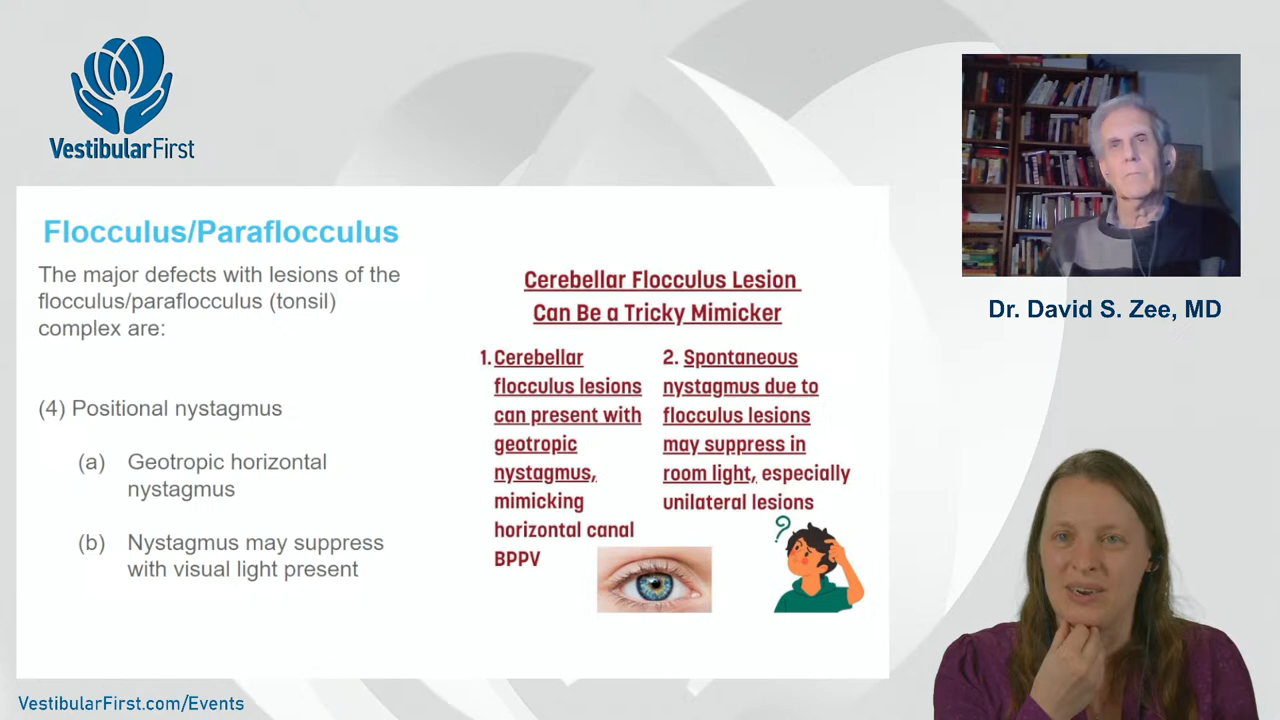 VestibularFirst
Flocculus/Paraflocculus
The major defects with lesions of the
flocculus/paraflocculus (tonsil)
complex are:
(4) Positional nystagmus
(a) Geotropic horizontal
nystagmus
(b) Nystagmus may suppress
with visual light present
Cerebellar Flocculus Lesion
Can Be a Tricky Mimicker
1. Cerebellar
flocculus lesions
can present with
geotropic
nystagmus,
mimicking
horizontal canal
BPPV
2. Spontaneous
nystagmus due to
flocculus lesions
may suppress in
room light, especially
unilateral lesions
?
Dr. David S. Zee, MD
VestibularFirst.com/Events